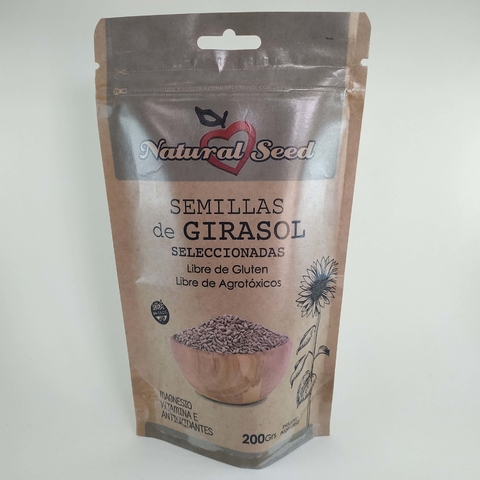 Natural Seed
SEMILLAS
de GIRASOL
SELECCIONADAS
Libre de Gluten
Libre de Agrotóxicos
MAGNESIO
VITAMINA E
ANTIOXIDANTES
200Grs.